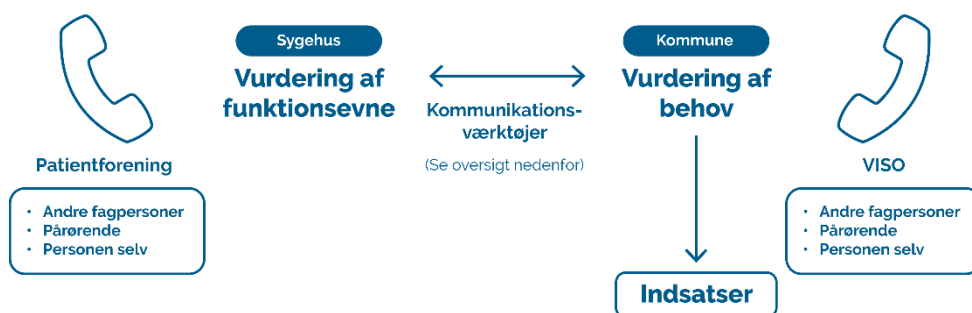 Patientforening
• Andre fagpersoner
• Pårørende
• Personen selv
Sygehus
Vurdering af
funktionsevne
Kommunikations-
værktøjer
(Se oversigt nedenfor)
Kommune
Vurdering af
behov
Indsatser
VISO
• Andre fagpersoner
• Pårørende
• Personen selv